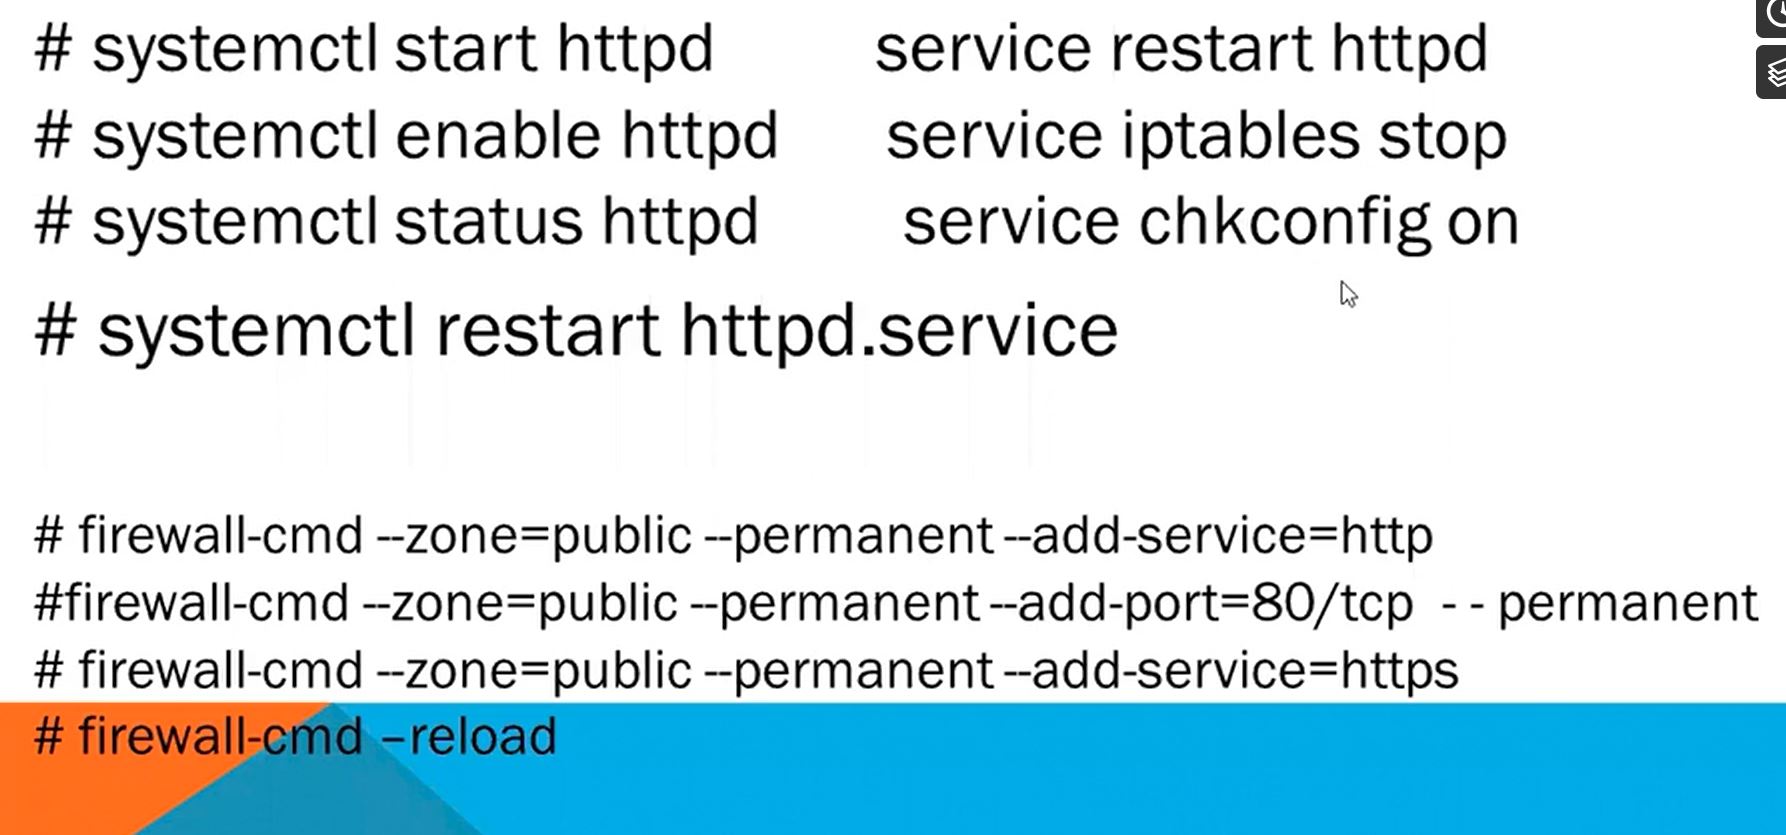 # systemctl start httpd service restart httpd
# systemctl enable httpd service iptables stop
# systemctl status httpd service chkconfig on
# systemctl restart httpd.service
# firewall-cmd --zone=public --permanent --add-service=http
#firewall-cmd --zone=public --permanent --add-port=80/tcp - - permanent
# firewall-cmd --zone=public --permanent --add-service=https
# firewall-cmd –reload